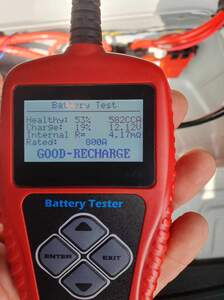 Battery Test
Healthy: 53% 582CCA
Charge: 19% 12.12V
Internal R= 4.17mΩ
Rated: 800A
GOOD-RECHARGE
Battery Tester
ENTER
EXIT